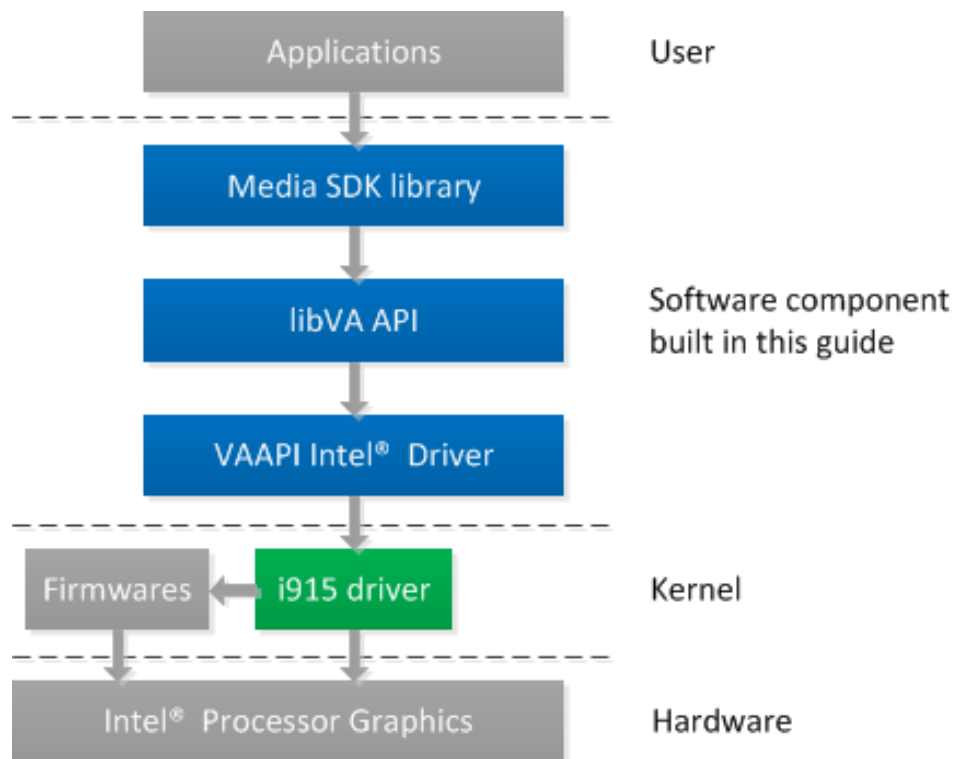 Applications
User
Media SDK library
libVA API
Software component
built in this guide
VAAPI Intel® Driver
Firmwares
i915 driver
Kernel
Intel® Processor Graphics
Hardware